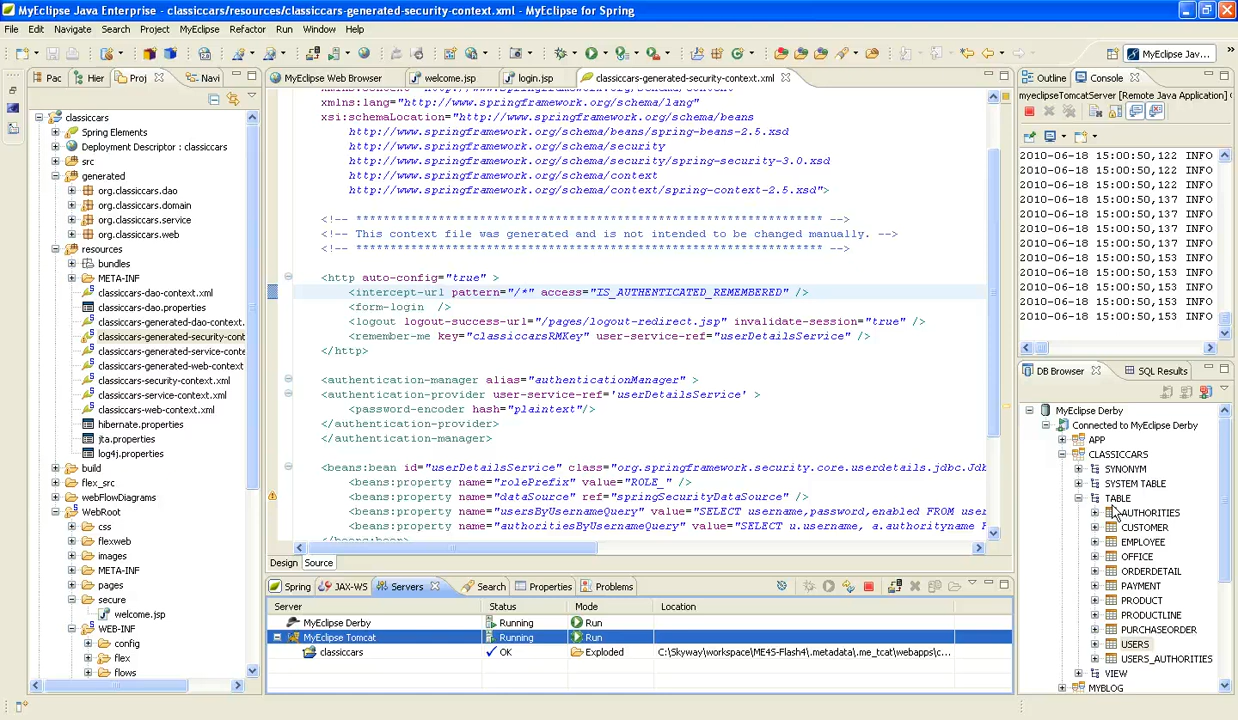 MyEclipse Java Enterprise - classiccars/resources/classiccars-generated-security-context.xml - MyEclipse for Spring
File Edit Navigate Search Project MyEclipse Refactor Run Window Help
MyEclipse Jav...
Pac Hier Proj Navi
MyEclipse Web Browser welcome.jsp login.jsp classiccars-generated-security-context.xml
Outline Console
classiccars
Spring Elements
Deployment Descriptor : classiccars
src
generated
org.classiccars.dao
org.classiccars.domain
org.classiccars.service
org.classiccars.web
resources
bundles
META-INF
classiccars-dao-context.xml
classiccars-dao.properties
classiccars-generated-dao-context.
classiccars-generated-security-cont
classiccars-generated-service-conte
classiccars-generated-web-context
classiccars-security-context.xml
classiccars-service-context.xml
classiccars-web-context.xml
hibernate.properties
jta.properties
log4j.properties
build
flex_src
webFlowDiagrams
WebRoot
css
flexweb
images
META-INF
pages
secure
welcome.jsp
WEB-INF
config
flex
flows
xmlns:lang="http://www.springframework.org/schema/lang"
xsi:schemaLocation="http://www.springframework.org/schema/beans
http://www.springframework.org/schema/beans/spring-beans-2.5.xsd
http://www.springframework.org/schema/security
http://www.springframework.org/schema/security/spring-security-3.0.xsd
http://www.springframework.org/schema/context
http://www.springframework.org/schema/context/spring-context-2.5.xsd">
<!-- This context file was generated and is not intended to be changed manually. -->
<http auto-config="true" >
<intercept-url pattern="/*" access="IS_AUTHENTICATED_REMEMBERED" />
<form-login />
<logout logout-success-url="/pages/logout-redirect.jsp" invalidate-session="true" />
<remember-me key="classiccarsRMKey" user-service-ref="userDetailsService" />
</http>
<authentication-manager alias="authenticationManager" >
<authentication-provider user-service-ref='userDetailsService' >
<password-encoder hash="plaintext"/>
</authentication-provider>
</authentication-manager>
<beans:bean id="userDetailsService" class="org.springframework.security.core.userdetails.jdbc.Jdb
<beans:property name="rolePrefix" value="ROLE_" />
<beans:property name="dataSource" ref="springSecurityDataSource" />
<beans:property name="usersByUsernameQuery" value="SELECT username,password,enabled FROM use
<beans:property name="authoritiesByUsernameQuery" value="SELECT u.username, a.authorityname F
</beans:bean>
Design Source
Spring JAX-WS Servers Search Properties Problems
Server Status Mode Location
MyEclipse Derby Running Run
MyEclipse Tomcat Running Run
classiccars OK Exploded C:\Skyway\workspace\ME4S-Flash4\.metadata\.me_tcat\webapps\c...
myeclipseTomcatServer [Remote Java Application]
2010-06-18 15:00:50,122 INFO
2010-06-18 15:00:50,122 INFO
2010-06-18 15:00:50,122 INFO
2010-06-18 15:00:50,137 INFO
2010-06-18 15:00:50,137 INFO
2010-06-18 15:00:50,137 INFO
2010-06-18 15:00:50,137 INFO
2010-06-18 15:00:50,153 INFO
2010-06-18 15:00:50,153 INFO
2010-06-18 15:00:50,153 INFO
2010-06-18 15:00:50,153 INFO
2010-06-18 15:00:50,153 INFO
DB Browser SQL Results
MyEclipse Derby
Connected to MyEclipse Derby
APP
CLASSICCARS
SYNONYM
SYSTEM TABLE
TABLE
AUTHORITIES
CUSTOMER
EMPLOYEE
OFFICE
ORDERDETAIL
PAYMENT
PRODUCT
PRODUCTLINE
PURCHASEORDER
USERS
USERS_AUTHORITIES
VIEW
MYBLOG